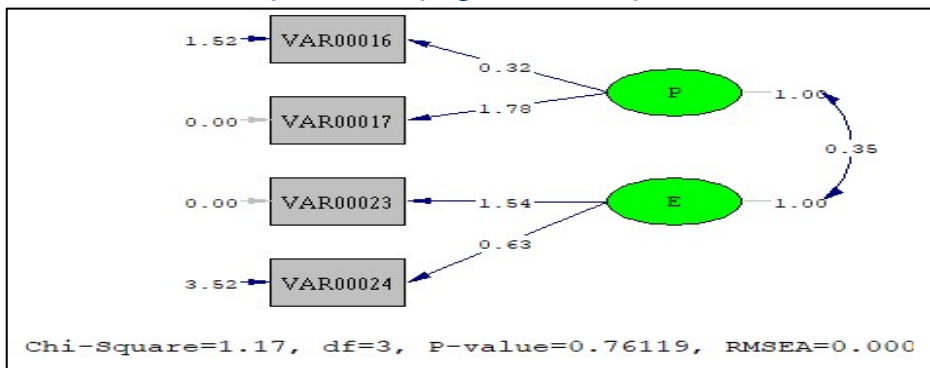 1.52 VAR00016
0.32
P 1.00
1.78
0.00 VAR00017
0.35
0.00 VAR00023 1.54 E 1.00
0.63
3.52 VAR00024
Chi-Square=1.17, df=3, P-value=0.76119, RMSEA=0.000